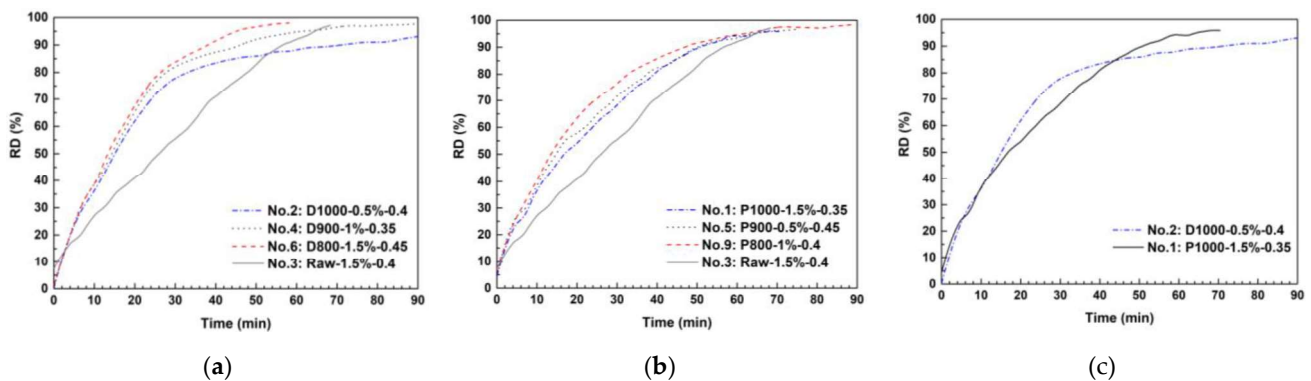 100
90
80
70
60
50
40
30
20
10
0
RD (%)
No.2: D1000-0.5%-0.4
No.4: D900-1%-0.35
No.6: D800-1.5%-0.45
No.3: Raw-1.5%-0.4
0 10 20 30 40 50 60 70 80 90
Time (min)
(a)
100
90
80
70
60
50
40
30
20
10
0
RD (%)
No.1: P1000-1.5%-0.35
No.5: P900-0.5%-0.45
No.9: P800-1%-0.4
No.3: Raw-1.5%-0.4
0 10 20 30 40 50 60 70 80 90
Time (min)
(b)
100
90
80
70
60
50
40
30
20
10
0
RD (%)
No.2: D1000-0.5%-0.4
No.1: P1000-1.5%-0.35
0 10 20 30 40 50 60 70 80 90
Time (min)
(c)